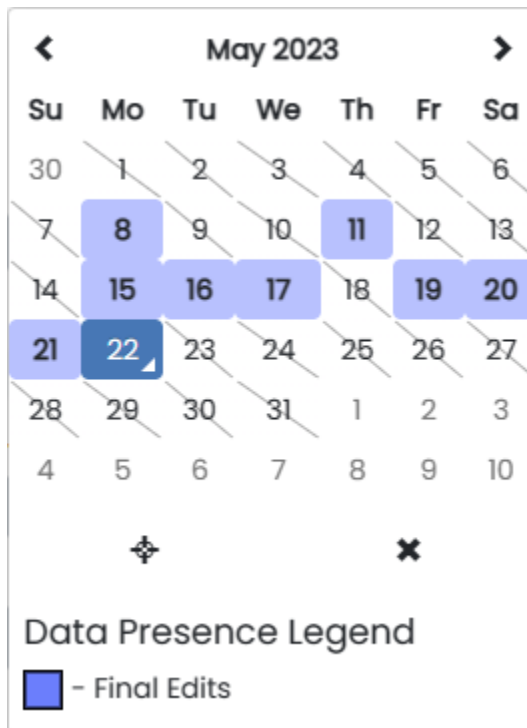 May 2023
Su Mo Tu We Th Fr Sa
30 1 2 3 4 5 6
7 8 9 10 11 12 13
14 15 16 17 18 19 20
21 22 23 24 25 26 27
28 29 30 31 1 2 3
4 5 6 7 8 9 10
Data Presence Legend
- Final Edits